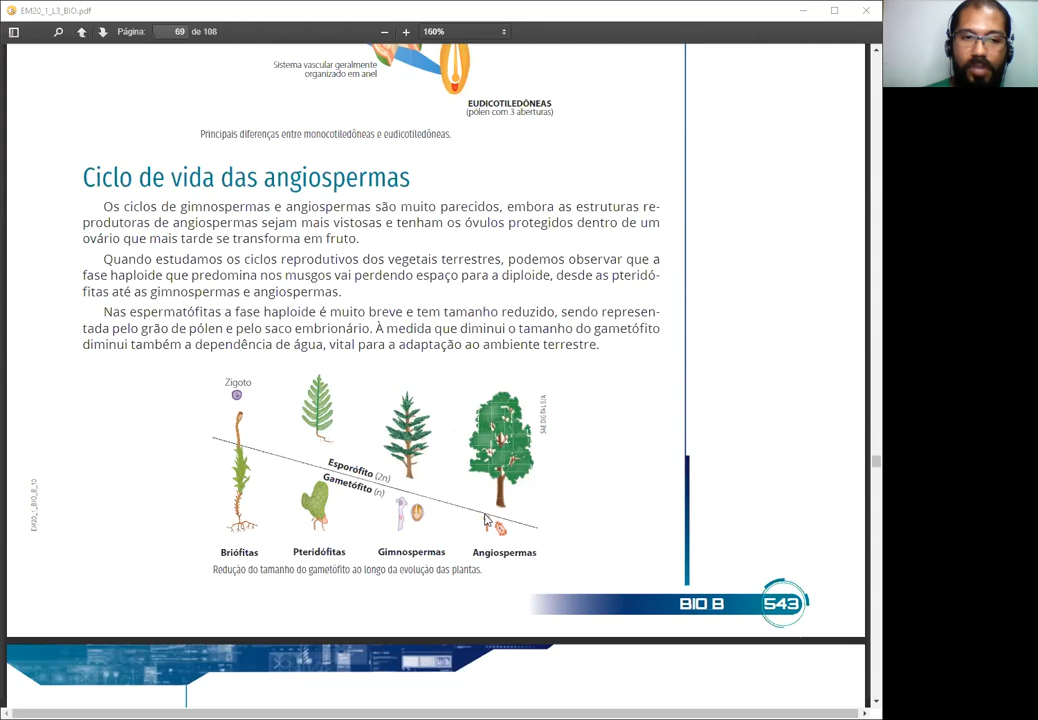 EM20_1_L3_BIO.pdf
Página: 69 de 108
160%
Sistema vascular geralmente
organizado em anel
EUDICOTILEDÔNEAS
(pólen com 3 aberturas)
Principais diferenças entre monocotiledôneas e eudicotiledôneas.
Ciclo de vida das angiospermas
Os ciclos de gimnospermas e angiospermas são muito parecidos, embora as estruturas re-
produtoras de angiospermas sejam mais vistosas e tenham os óvulos protegidos dentro de um
ovário que mais tarde se transforma em fruto.
Quando estudamos os ciclos reprodutivos dos vegetais terrestres, podemos observar que a
fase haploide que predomina nos musgos vai perdendo espaço para a diploide, desde as pteridó-
fitas até as gimnospermas e angiospermas.
Nas espermatófitas a fase haploide é muito breve e tem tamanho reduzido, sendo represen-
tada pelo grão de pólen e pelo saco embrionário. À medida que diminui o tamanho do gametófito
diminui também a dependência de água, vital para a adaptação ao ambiente terrestre.
Zigoto
Esporófito (2n)
Gametófito (n)
SAE DIGITAL S/A
EM20_1_BIO_B_10
Briófitas
Pteridófitas
Gimnospermas
Angiospermas
Redução do tamanho do gametófito ao longo da evolução das plantas.
BIO B
543